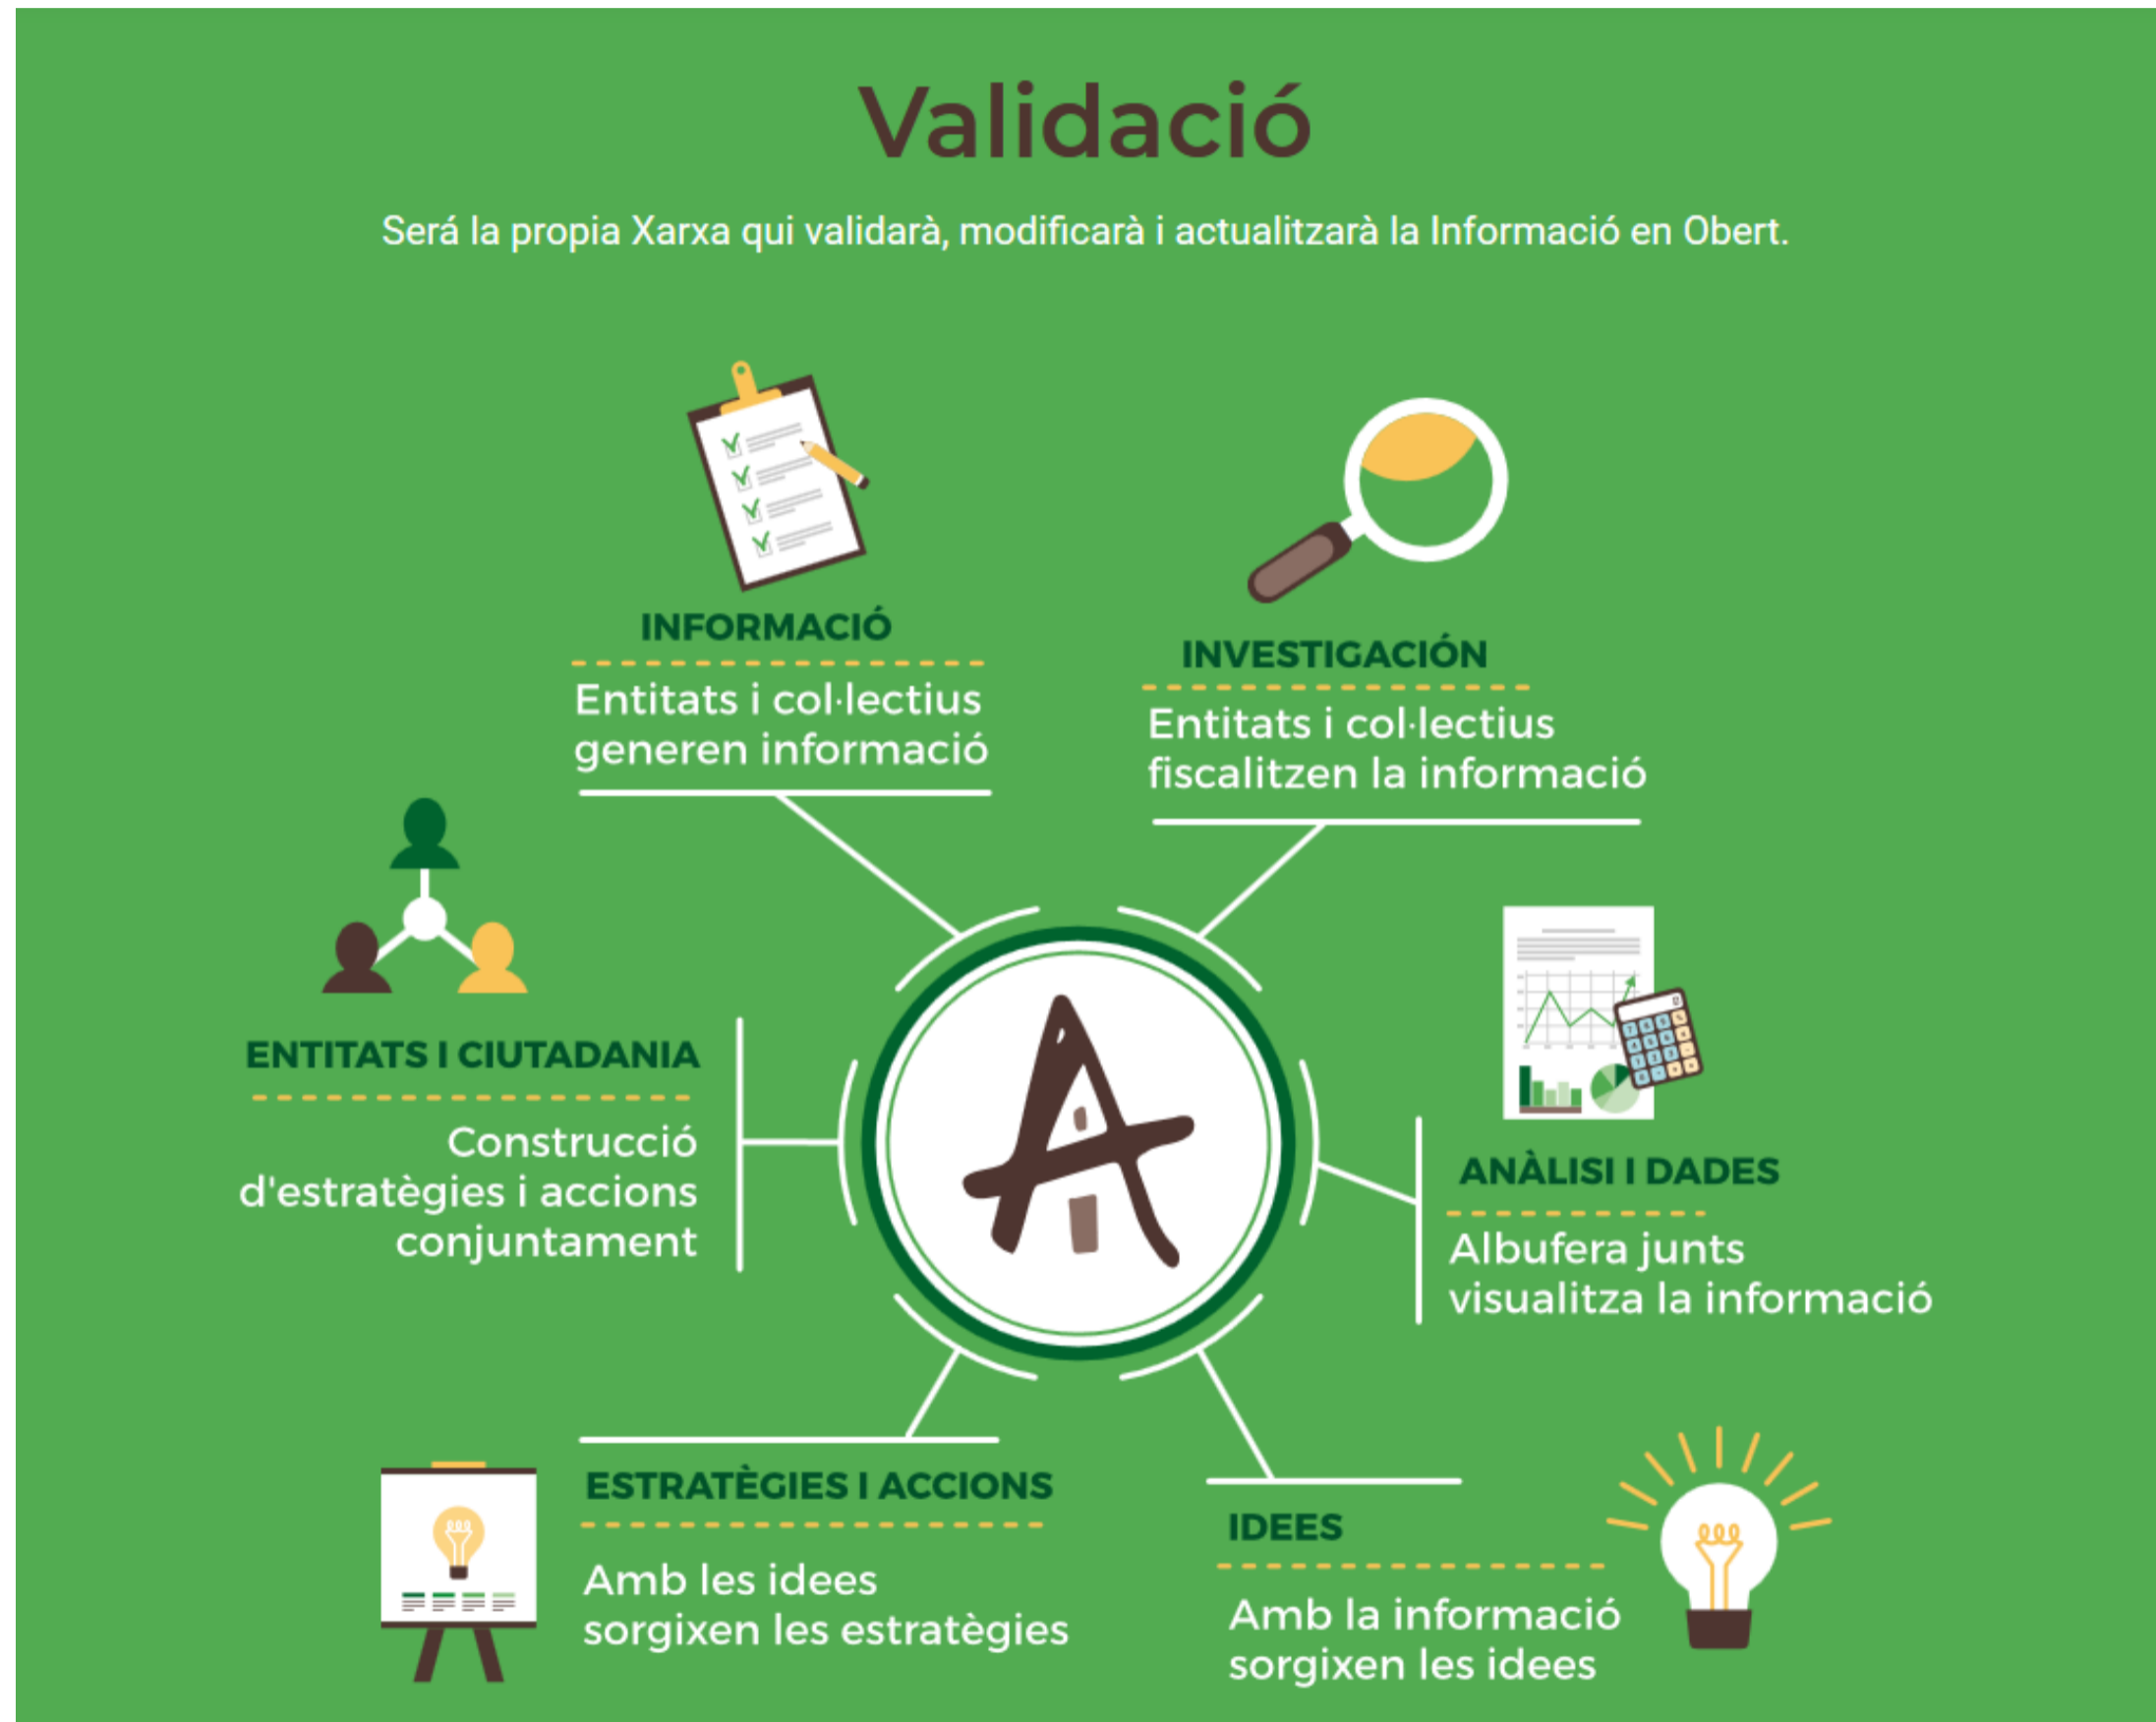 Validació
Será la propia Xarxa qui validarà, modificarà i actualitzarà la Informació en Obert.
INFORMACIÓ
Entitats i col·lectius
generen informació
INVESTIGACIÓN
Entitats i col·lectius
fiscalitzen la informació
ENTITATS I CIUTADANIA
Construcció
d'estratègies i accions
conjuntament
ANÀLISI I DADES
Albufera junts
visualitza la informació
ESTRATÈGIES I ACCIONS
Amb les idees
sorgixen les estratègies
IDEES
Amb la informació
sorgixen les idees